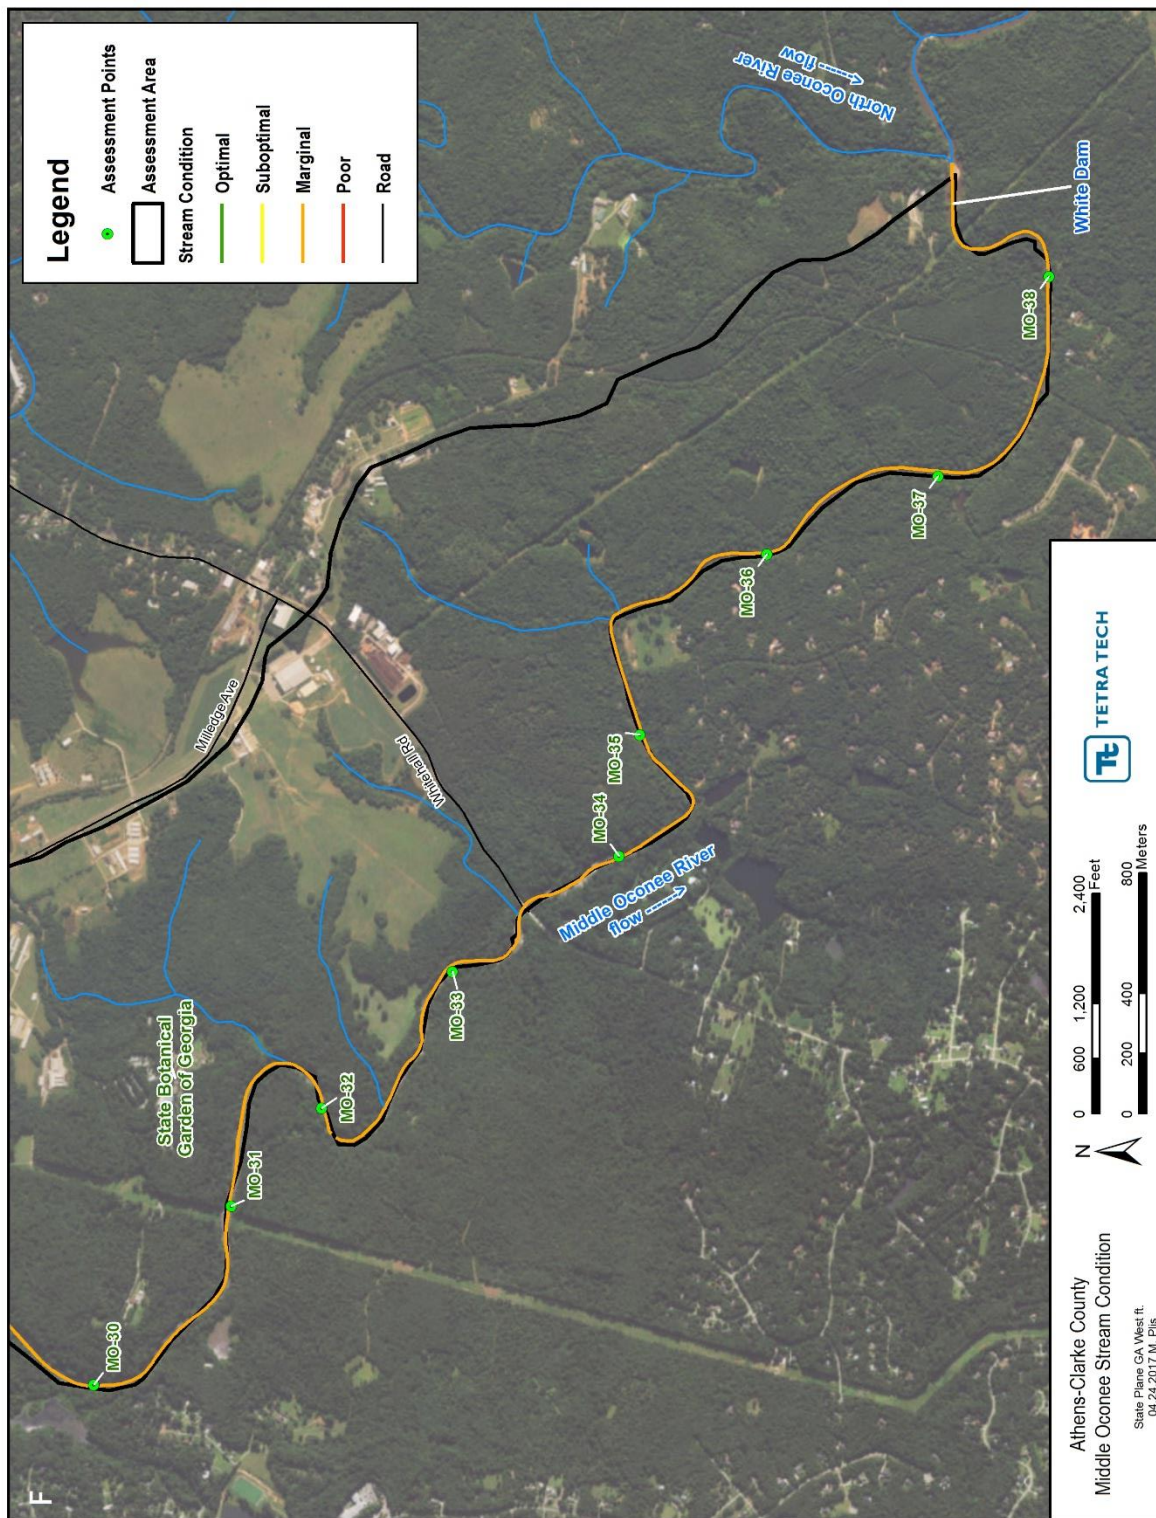 F
Legend
Assessment Points
Assessment Area
Stream Condition
Optimal
Suboptimal
Marginal
Poor
Road
MO-30
MO-31
State Botanical
Garden of Georgia
MO-32
MO-33
Milledge Ave
Whitehall Rd
Middle Oconee River
flow ----->
MO-34
MO-35
MO-36
MO-37
MO-38
North Oconee River
flow ----->
White Dam
Athens-Clarke County
Middle Oconee Stream Condition
State Plane GA West ft.
04.24.2017 M. Plis
N
0 600 1,200 2,400
Feet
0 200 400 800
Meters
Tt TETRA TECH